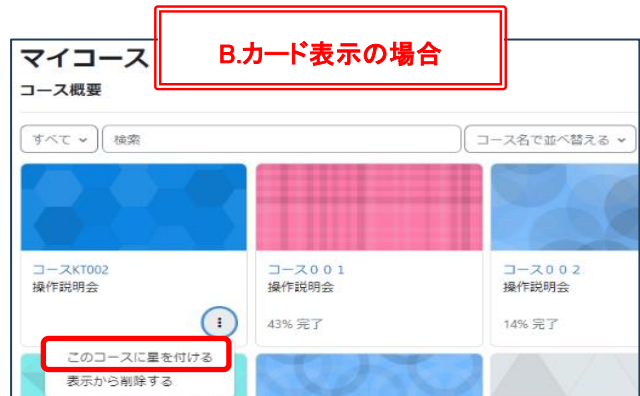 B.カード表示の場合
マイコース
コース概要
すべて
検索
コース名で並べ替える
コースKT002
操作説明会
コース００１
操作説明会
43% 完了
コース００２
操作説明会
14% 完了
このコースに星を付ける
表示から削除する